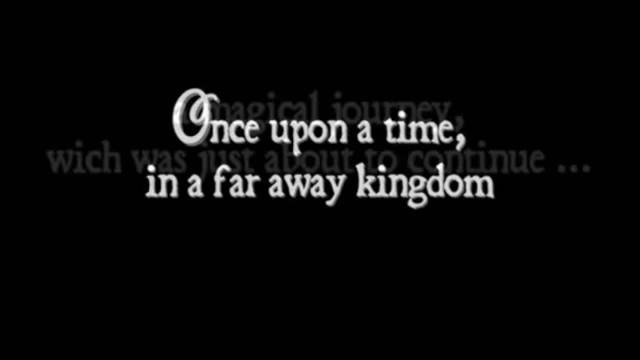 magical journey,
Once upon a time,
wich was just about to continue ...
in a far away kingdom